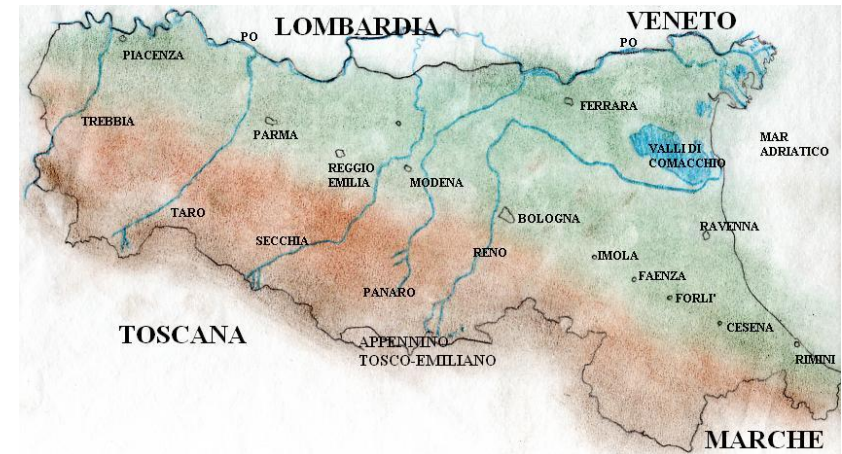 LOMBARDIA
VENETO
PO
PO
PIACENZA
FERRARA
TREBBIA
PARMA
MAR
ADRIATICO
VALLI DI
COMACCHIO
REGGIO
EMILIA
MODENA
TARO
BOLOGNA
RAVENNA
SECCHIA
RENO
IMOLA
FAENZA
PANARO
FORLI'
TOSCANA
CESENA
APPENNINO
TOSCO-EMILIANO
RIMINI
MARCHE